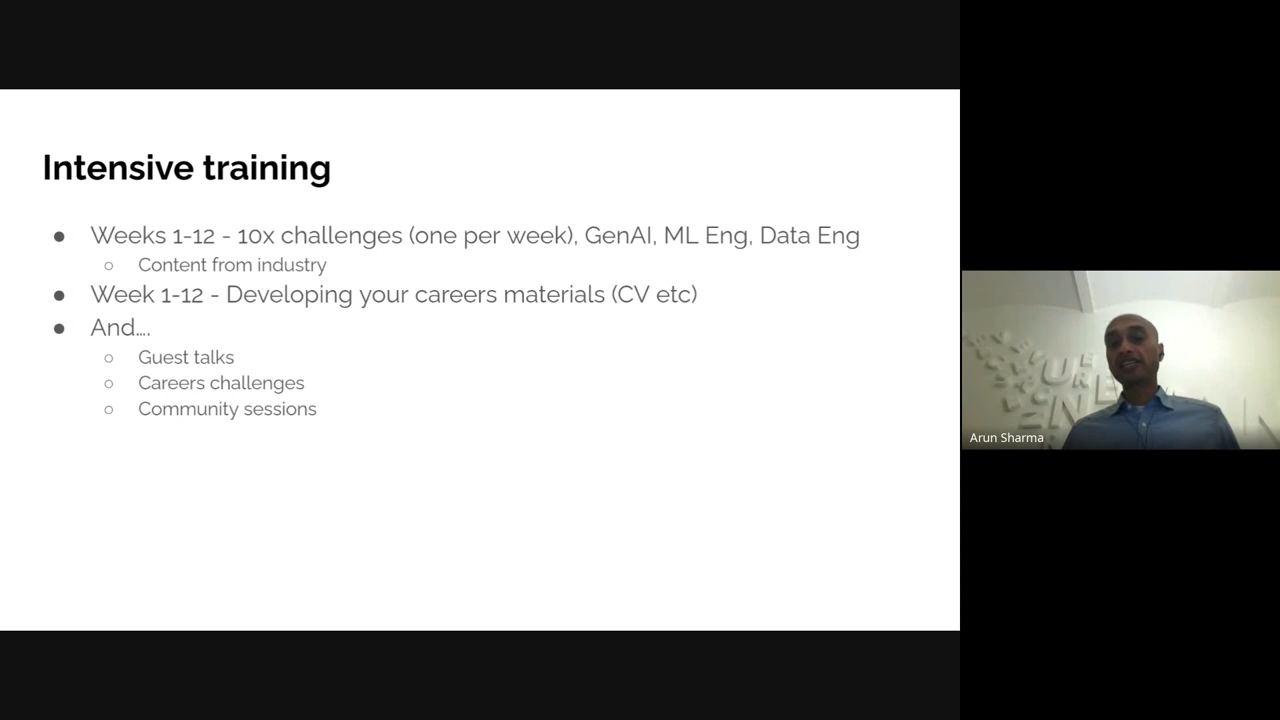 Intensive training
● Weeks 1-12 - 10x challenges (one per week), GenAI, ML Eng, Data Eng
○ Content from industry
● Week 1-12 - Developing your careers materials (CV etc)
● And....
○ Guest talks
○ Careers challenges
○ Community sessions
Arun Sharma